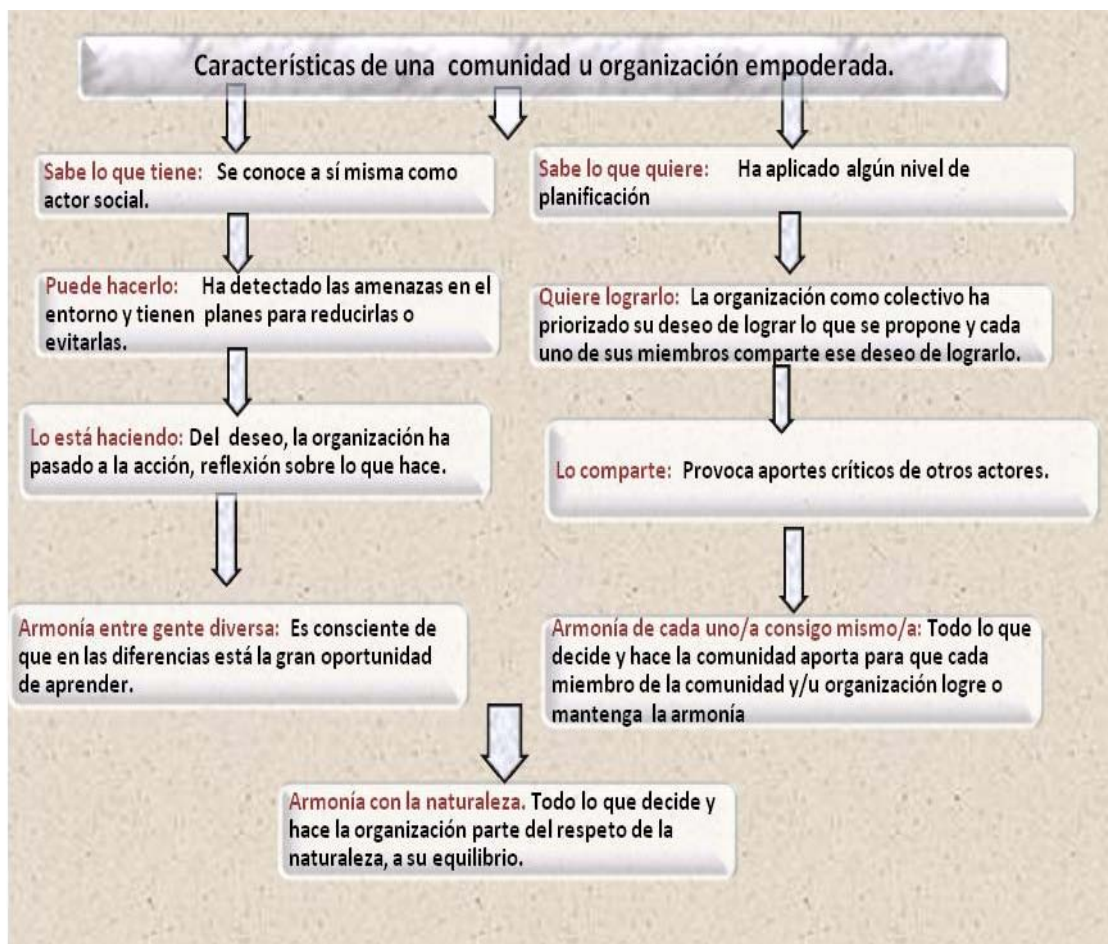 Características de una comunidad u organización empoderada.
Sabe lo que tiene: Se conoce a sí misma como
actor social.
Sabe lo que quiere: Ha aplicado algún nivel de
planificación
Puede hacerlo: Ha detectado las amenazas en el
entorno y tienen planes para reducirlas o
evitarlas.
Quiere lograrlo: La organización como colectivo ha
priorizado su deseo de lograr lo que se propone y cada
uno de sus miembros comparte ese deseo de lograrlo.
Lo está haciendo: Del deseo, la organización ha
pasado a la acción, reflexión sobre lo que hace.
Lo comparte: Provoca aportes críticos de otros actores.
Armonía entre gente diversa: Es consciente de
que en las diferencias está la gran oportunidad
de aprender.
Armonía de cada uno/a consigo mismo/a: Todo lo que
decide y hace la comunidad aporta para que cada
miembro de la comunidad y/u organización logre o
mantenga la armonía
Armonía con la naturaleza. Todo lo que decide y
hace la organización parte del respeto de la
naturaleza, a su equilibrio.